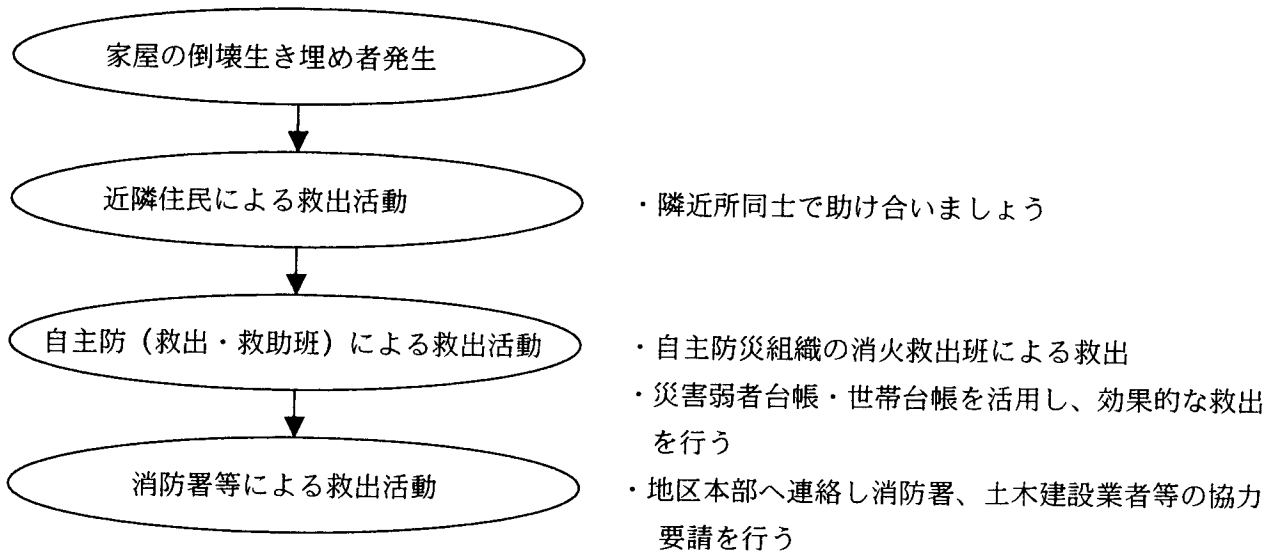 家屋の倒壊生き埋め者発生
近隣住民による救出活動
・隣近所同士で助け合いましょう
自主防（救出・救助班）による救出活動
・自主防災組織の消火救出班による救出
・災害弱者台帳・世帯台帳を活用し、効果的な救出
を行う
消防署等による救出活動
・地区本部へ連絡し消防署、土木建設業者等の協力
要請を行う